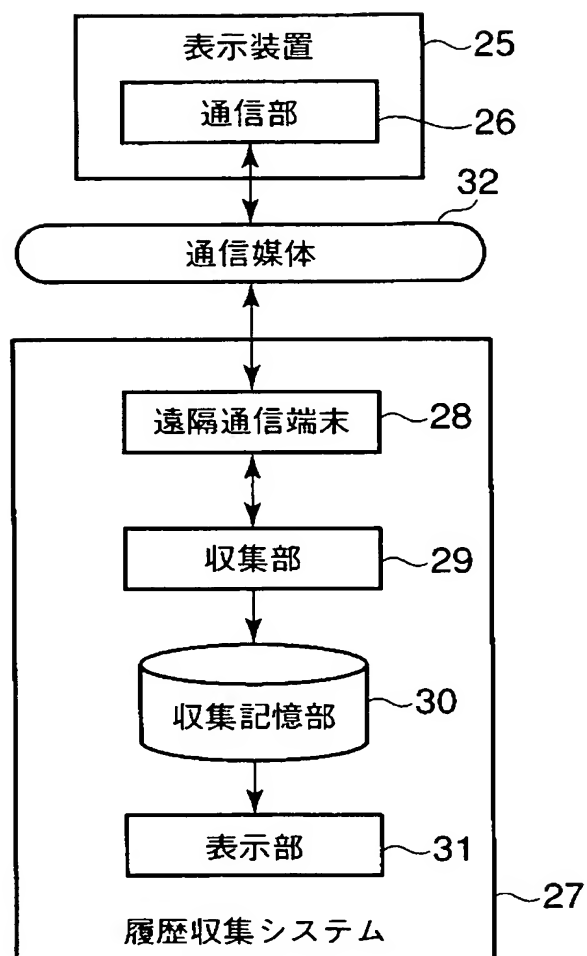 表示装置
25
通信部
26
32
通信媒体
遠隔通信端末
28
収集部
29
収集記憶部
30
表示部
31
27
履歴収集システム